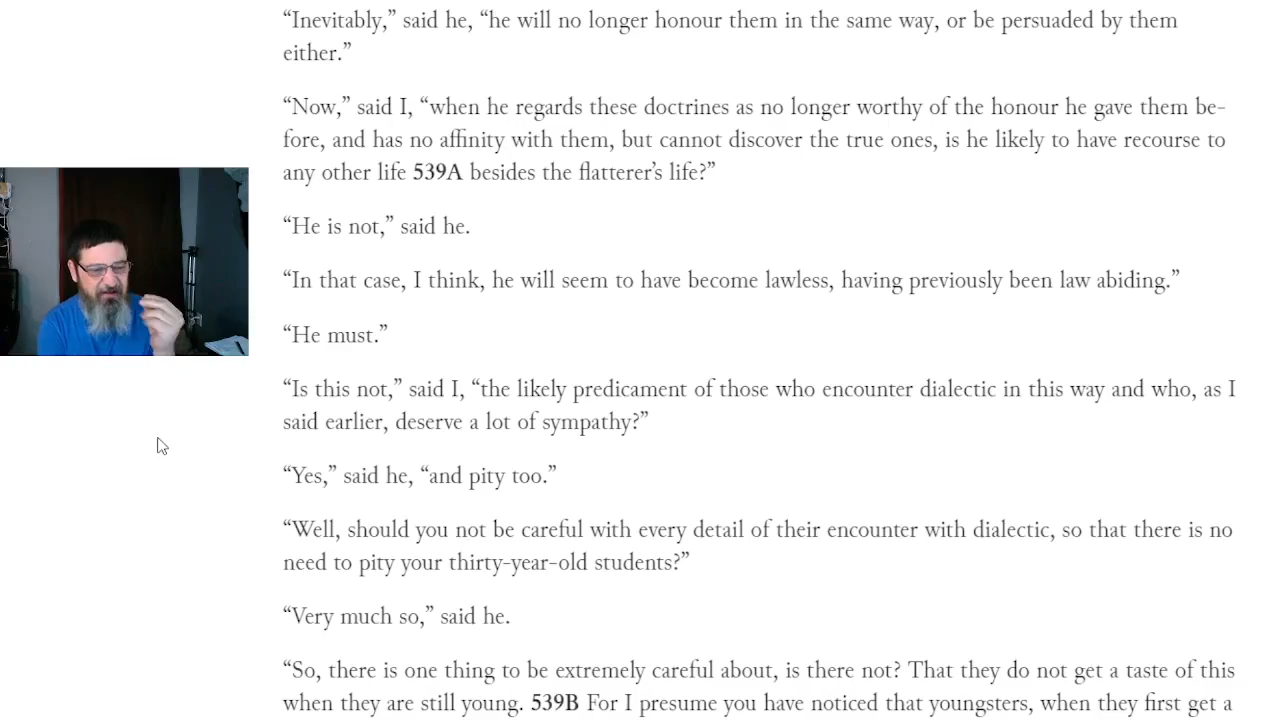 “Inevitably,” said he, “he will no longer honour them in the same way, or be persuaded by them
either.”
“Now,” said I, “when he regards these doctrines as no longer worthy of the honour he gave them be-
fore, and has no affinity with them, but cannot discover the true ones, is he likely to have recourse to
any other life 539A besides the flatterer’s life?”
“He is not,” said he.
“In that case, I think, he will seem to have become lawless, having previously been law abiding.”
“He must.”
“Is this not,” said I, “the likely predicament of those who encounter dialectic in this way and who, as I
said earlier, deserve a lot of sympathy?”
“Yes,” said he, “and pity too.”
“Well, should you not be careful with every detail of their encounter with dialectic, so that there is no
need to pity your thirty-year-old students?”
“Very much so,” said he.
“So, there is one thing to be extremely careful about, is there not? That they do not get a taste of this
when they are still young. 539B For I presume you have noticed that youngsters, when they first get a